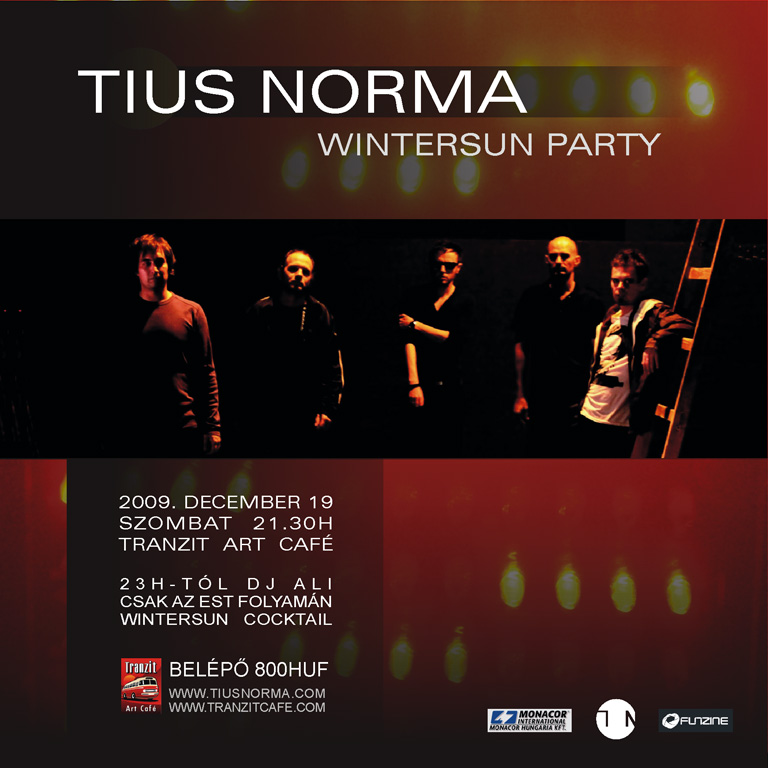 TIUS NORMA
WINTERSUN PARTY
2009. DECEMBER 19
SZOMBAT 21.30H
TRANZIT ART CAFÉ
23H-TÓL DJ ALI
CSAK AZ EST FOLYAMÁN
WINTERSUN COCKTAIL
Tranzit
Art Café
BELÉPŐ 800HUF
WWW.TIUSNORMA.COM
WWW.TRANZITCAFE.COM
MONACOR
INTERNATIONAL
MONACOR HUNGARIA KFT.
T N
FUNZINE